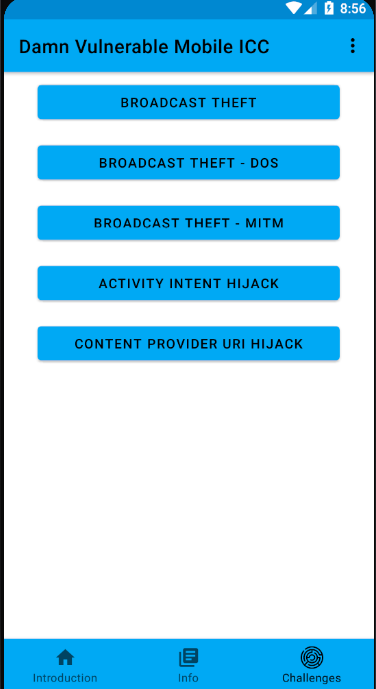 8:56
Damn Vulnerable Mobile ICC
BROADCAST THEFT
BROADCAST THEFT - DOS
BROADCAST THEFT - MITM
ACTIVITY INTENT HIJACK
CONTENT PROVIDER URI HIJACK
Introduction
Info
Challenges